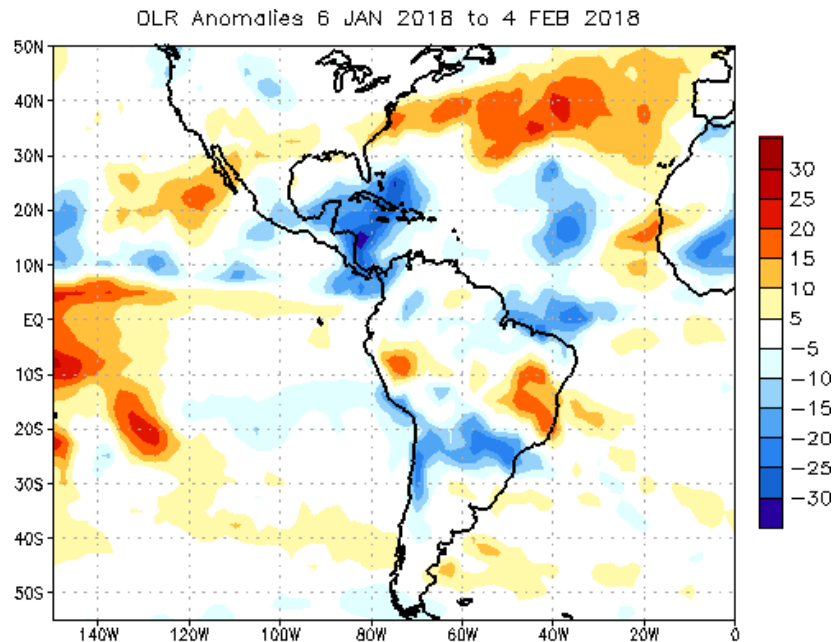 OLR Anomalies 6 JAN 2018 to 4 FEB 2018
50N
40N
30N
20N
10N
EQ
10S
20S
30S
40S
50S
140W 120W 100W 80W 60W 40W 20W 0
30
25
20
15
10
5
−5
−10
−15
−20
−25
−30